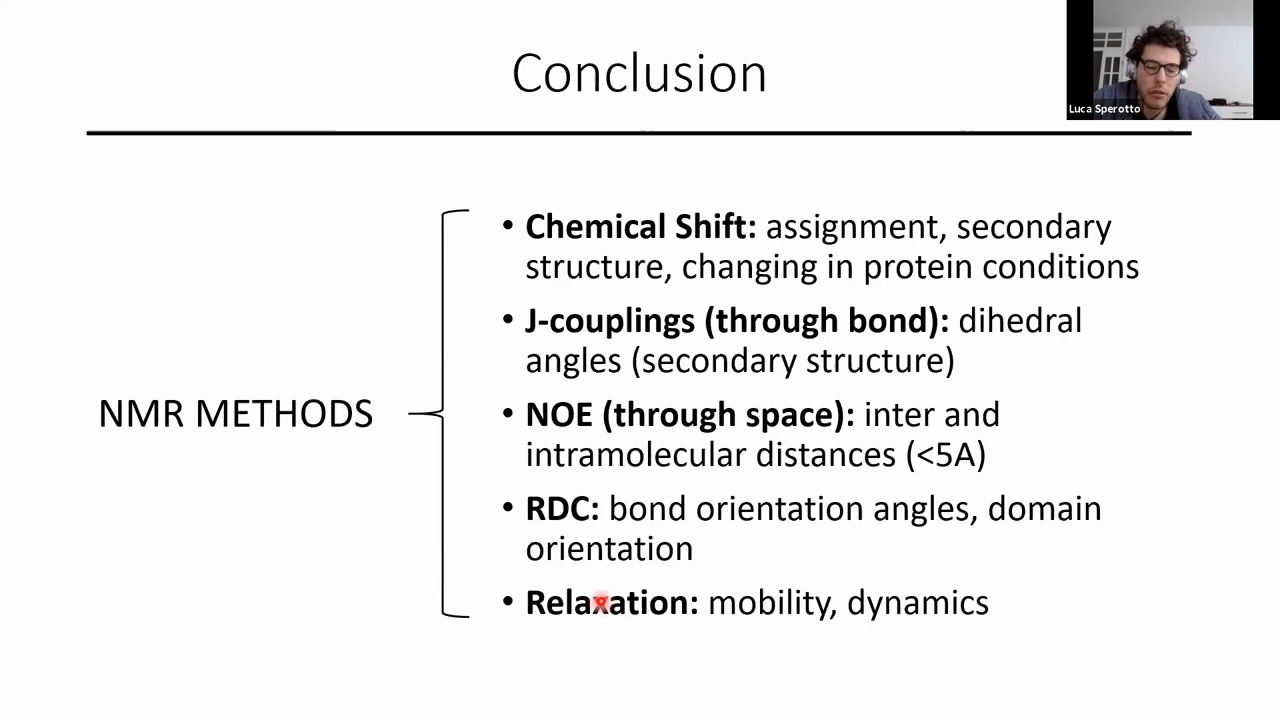 Conclusion
Luca Sperotto
• Chemical Shift: assignment, secondary
structure, changing in protein conditions
• J-couplings (through bond): dihedral
angles (secondary structure)
NMR METHODS
• NOE (through space): inter and
intramolecular distances (<5A)
• RDC: bond orientation angles, domain
orientation
• Relaxation: mobility, dynamics